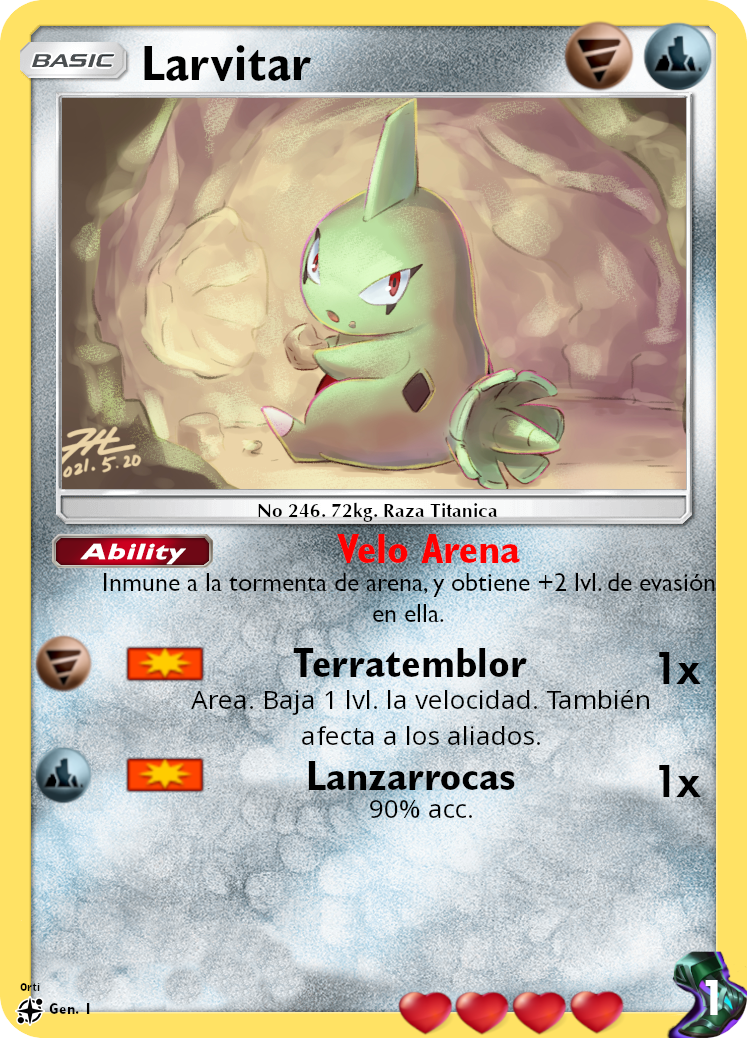 BASIC Larvitar
021.5.20
No 246. 72kg. Raza Titanica
Ability Velo Arena
Inmune a la tormenta de arena, y obtiene +2 lvl. de evasión
en ella.
Terratemblor 1x
Area. Baja 1 lvl. la velocidad. También
afecta a los aliados.
Lanzarrocas 1x
90% acc.
Orti
Gen. 1
1